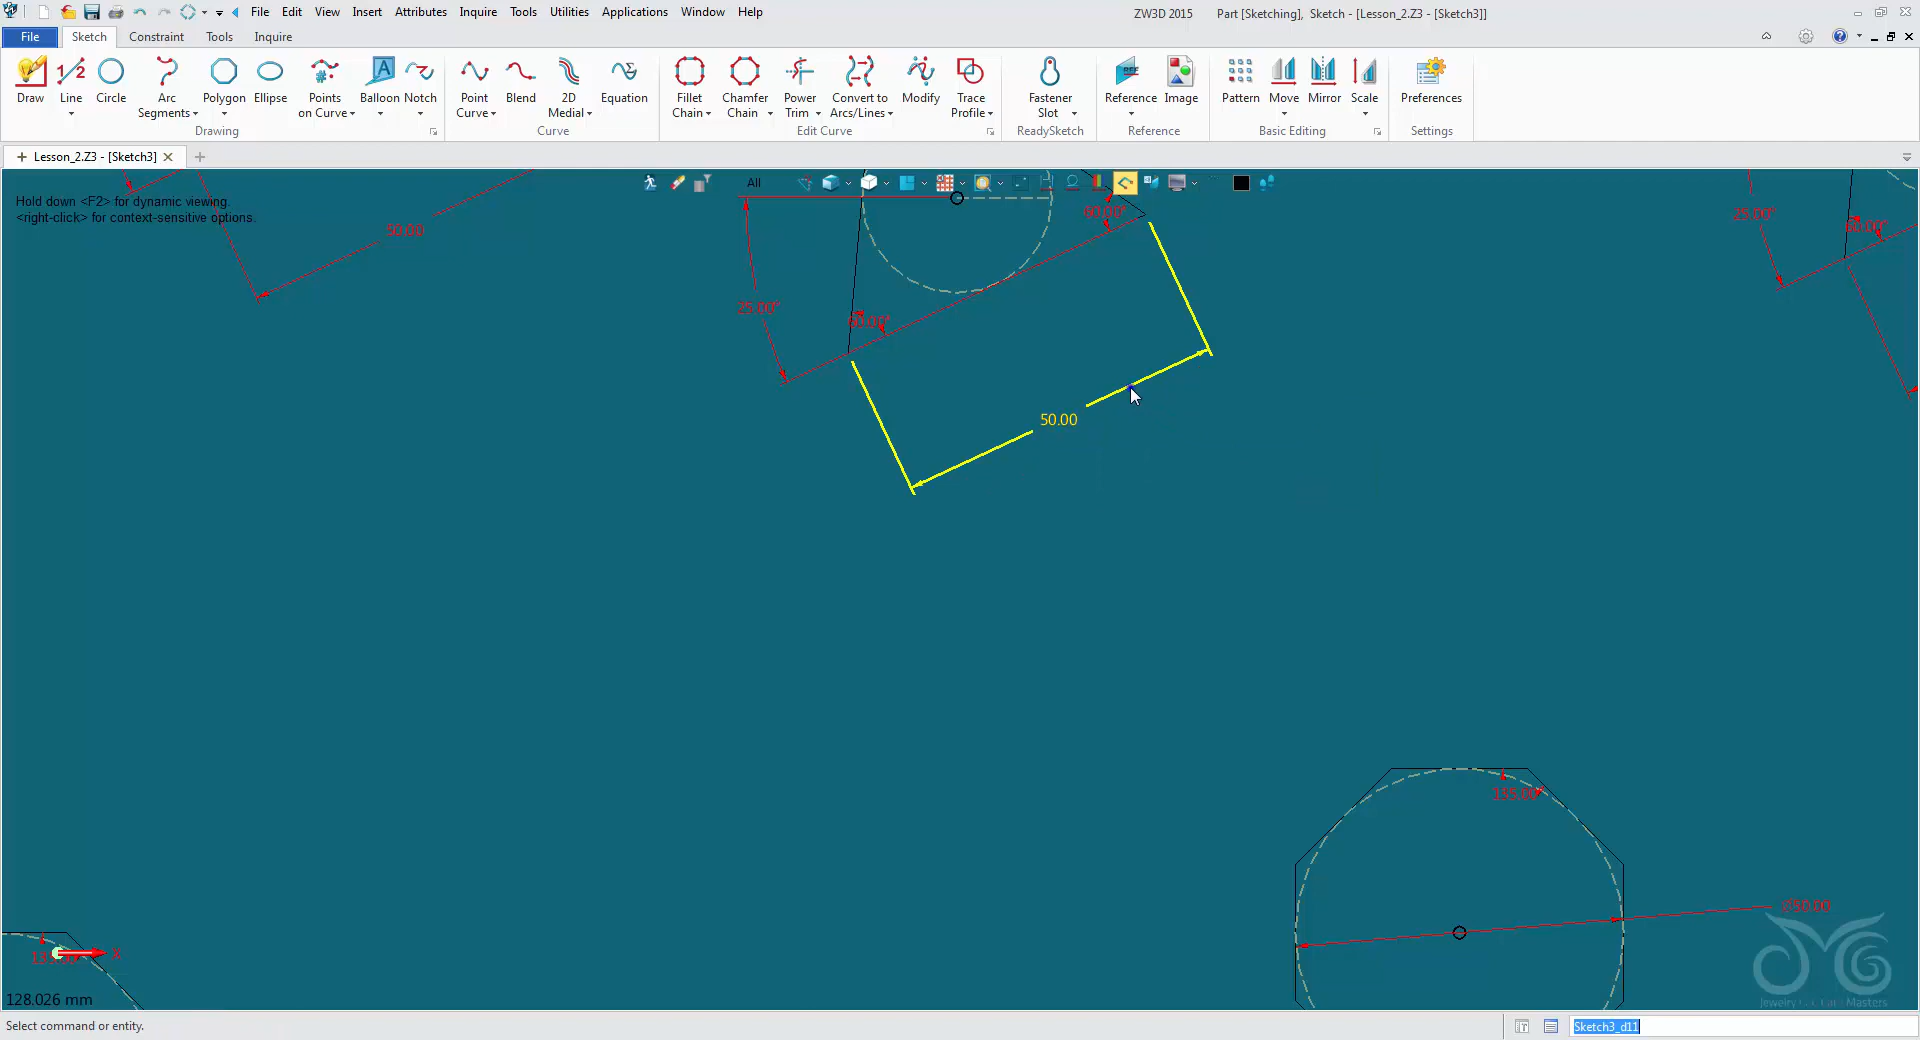 File Edit View Insert Attributes Inquire Tools Utilities Applications Window Help
ZW3D 2015 Part [Sketching], Sketch - [Lesson_2.Z3 - [Sketch3]]
File Sketch Constraint Tools Inquire
Draw Line Circle Arc Segments Polygon Ellipse Points on Curve Balloon Notch
Point Curve Blend 2D Medial Equation
Fillet Chain Chamfer Chain Power Trim Convert to Arcs/Lines Modify Trace Profile
Fastener Slot Reference Image Pattern Move Mirror Scale Preferences
Drawing Curve Edit Curve ReadySketch Reference Basic Editing Settings
Lesson_2.Z3 - [Sketch3]
All
Hold down <F2> for dynamic viewing.
<right-click> for context-sensitive options.
50.00
60.00°
25.00°
60.00°
25.00°
60.00°
50.00
135.00°
Ø50.00
X
128.026 mm
Select command or entity.
Sketch3_d11